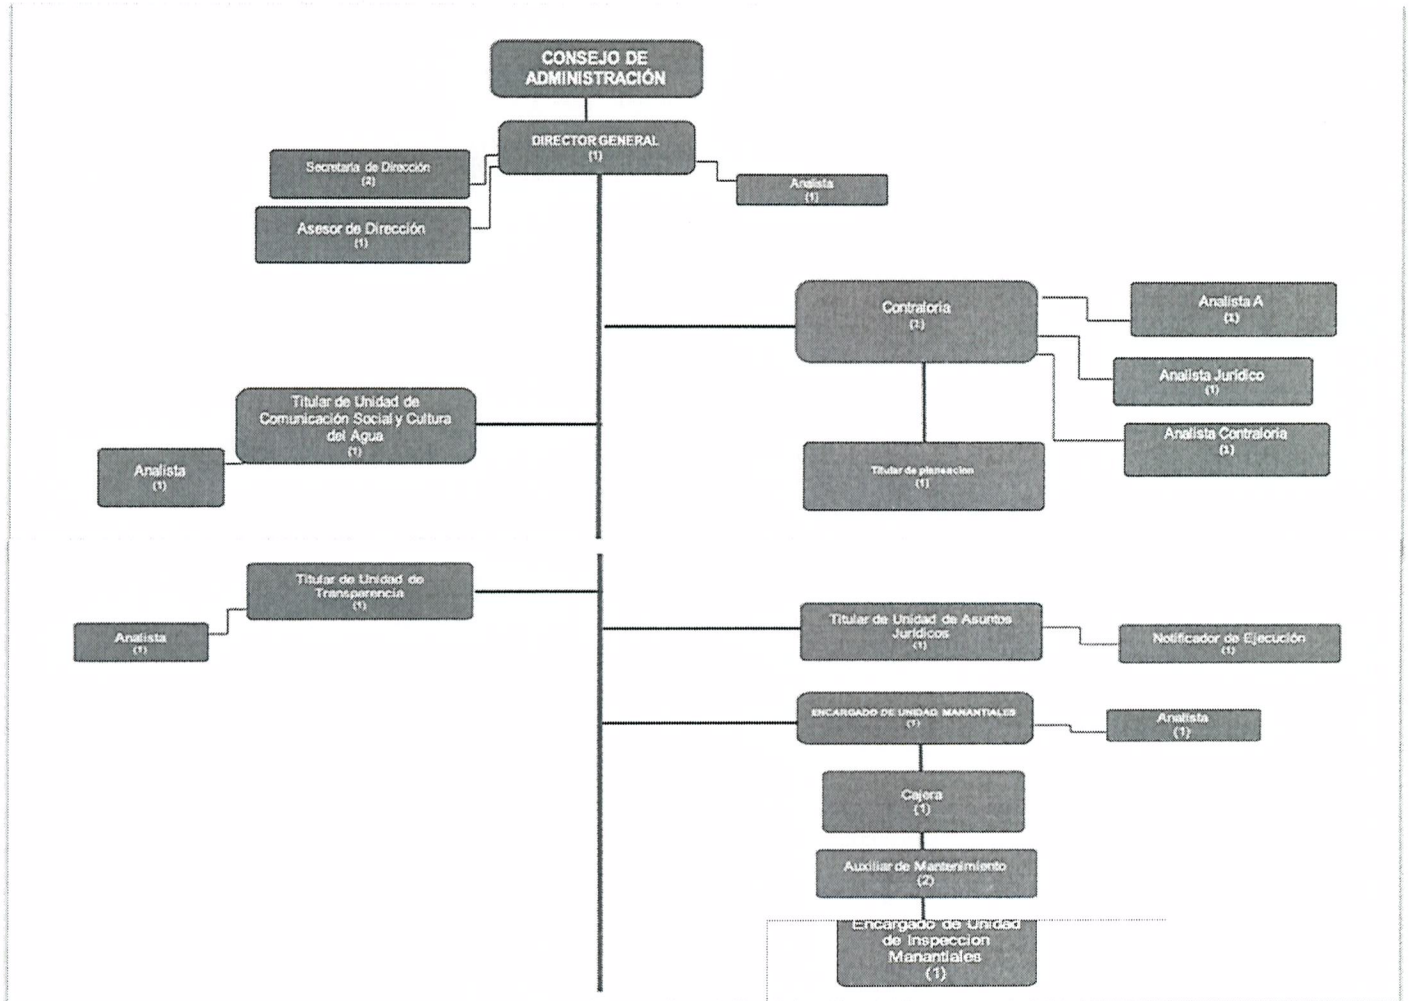 CONSEJO DE
ADMINISTRACIÓN
DIRECTOR GENERAL
(1)
Secretaria de Dirección
(2)
Analista
(1)
Asesor de Dirección
(1)
Contraloria
(1)
Analista A
(1)
Analista Jurídico
(1)
Analista Contraloria
(1)
Titular de planeacion
(1)
Titular de Unidad de
Comunicación Social y Cultura
del Agua
(1)
Analista
(1)
Titular de Unidad de
Transparencia
(1)
Analista
(1)
Titular de Unidad de Asuntos
Jurídicos
(1)
Notificador de Ejecución
(1)
ENCARGADO DE UNIDAD MANANTIALES
(1)
Analista
(1)
Cajera
(1)
Auxiliar de Mantenimiento
(2)
Encargado de Unidad
de Inspeccion
Manantiales
(1)